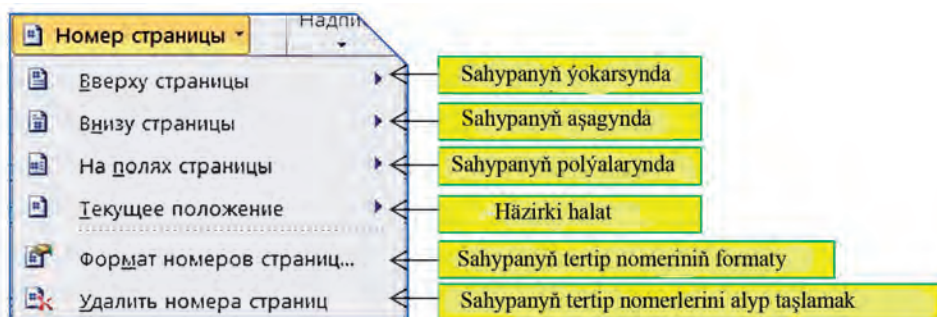 Номер страницы
Надпи
Вверху страницы
Sahypanyň ýokarsynda
Внизу страницы
Sahypanyň aşagynda
На полях страницы
Sahypanyň polýalarynda
Текущее положение
Häzirki halat
Формат номеров страниц...
Sahypanyň tertip nomeriniň formaty
Удалить номера страниц
Sahypanyň tertip nomerlerini alyp taşlamak